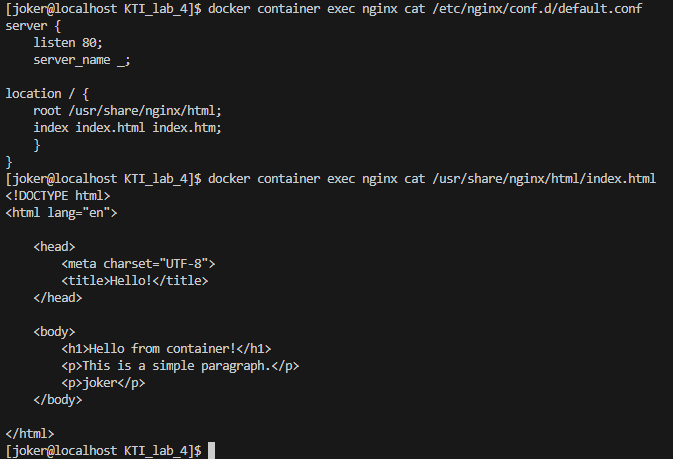 [joker@localhost KTI_lab_4]$ docker container exec nginx cat /etc/nginx/conf.d/default.conf
server {
    listen 80;
    server_name _;

location / {
    root /usr/share/nginx/html;
    index index.html index.htm;
    }
}
[joker@localhost KTI_lab_4]$ docker container exec nginx cat /usr/share/nginx/html/index.html
<!DOCTYPE html>
<html lang="en">

    <head>
        <meta charset="UTF-8">
        <title>Hello!</title>
    </head>

    <body>
        <h1>Hello from container!</h1>
        <p>This is a simple paragraph.</p>
        <p>joker</p>
    </body>

</html>
[joker@localhost KTI_lab_4]$